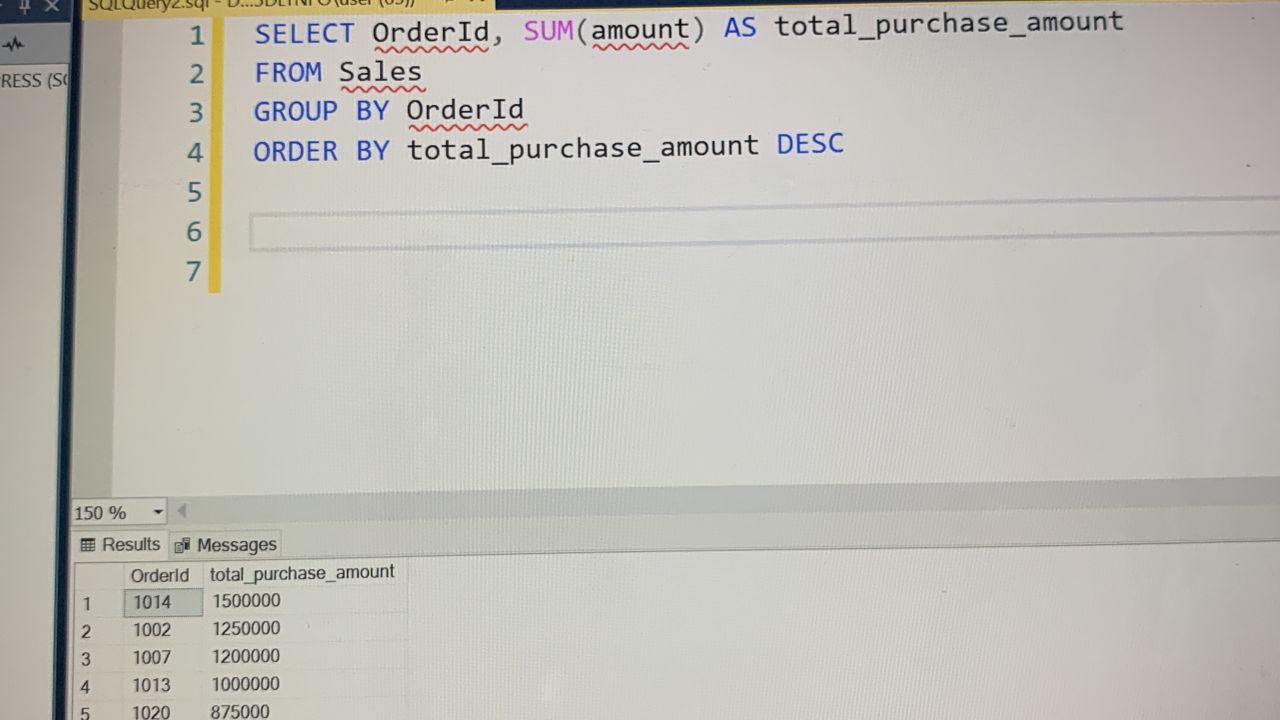 SQLQuery2.sql - D...
RESS (SQ
1 SELECT OrderId, SUM(amount) AS total_purchase_amount
2 FROM Sales
3 GROUP BY OrderId
4 ORDER BY total_purchase_amount DESC
5
6
7
150 %
Results Messages
OrderId total_purchase_amount
1 1014 1500000
2 1002 1250000
3 1007 1200000
4 1013 1000000
5 1020 875000